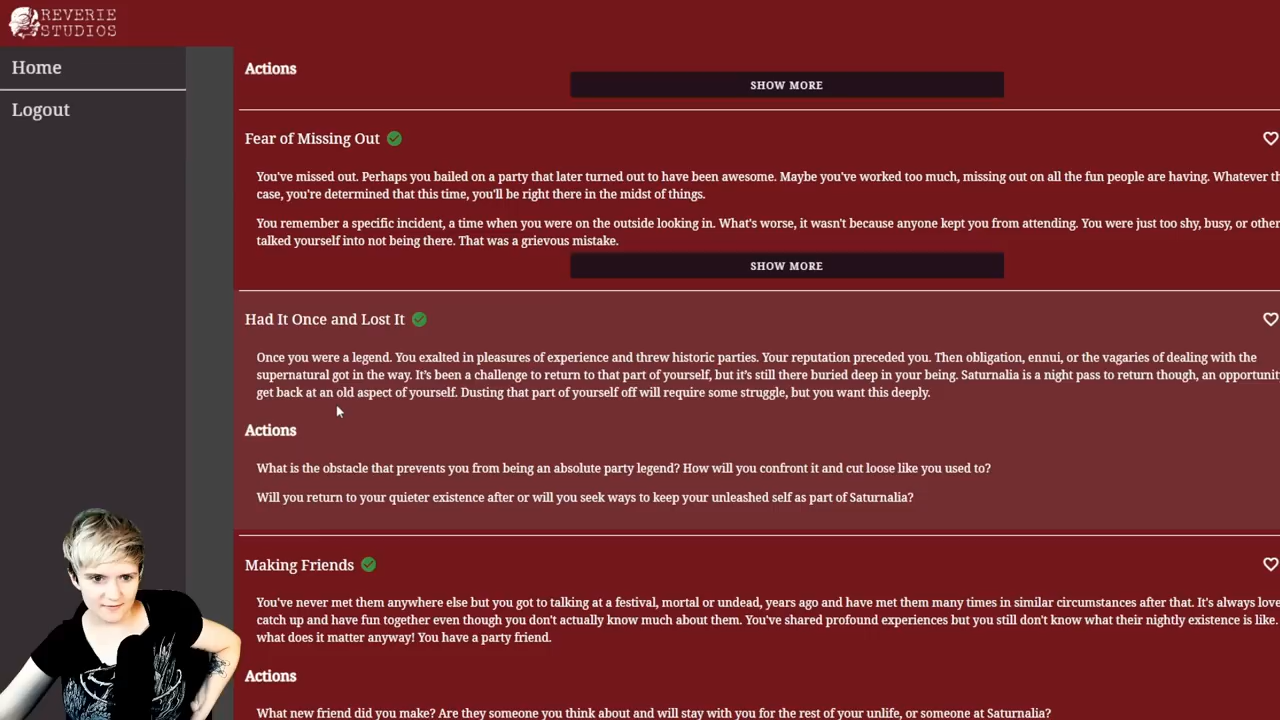 REVERIE
STUDIOS
Home
Logout
Actions
SHOW MORE
Fear of Missing Out
You've missed out. Perhaps you bailed on a party that later turned out to have been awesome. Maybe you've worked too much, missing out on all the fun people are having. Whatever
case, you're determined that this time, you'll be right there in the midst of things.
You remember a specific incident, a time when you were on the outside looking in. What's worse, it wasn't because anyone kept you from attending. You were just too shy, busy, or
talked yourself into not being there. That was a grievous mistake.
SHOW MORE
Had It Once and Lost It
Once you were a legend. You exalted in pleasures of experience and threw historic parties. Your reputation preceded you. Then obligation, ennui, or the vagaries of dealing with the
supernatural got in the way. It’s been a challenge to return to that part of yourself, but it’s still there buried deep in your being. Saturnalia is a night pass to return though, an
get back at an old aspect of yourself. Dusting that part of yourself off will require some struggle, but you want this deeply.
Actions
What is the obstacle that prevents you from being an absolute party legend? How will you confront it and cut loose like you used to?
Will you return to your quieter existence after or will you seek ways to keep your unleashed self as part of Saturnalia?
Making Friends
You've never met them anywhere else but you got to talking at a festival, mortal or undead, years ago and have met them many times in similar circumstances after that. It's always
catch up and have fun together even though you don't actually know much about them. You've shared profound experiences but you still don't know what their nightly existence is like.
what does it matter anyway! You have a party friend.
Actions
What new friend did you make? Are they someone you think about and will stay with you for the rest of your unlife, or someone at Saturnalia?